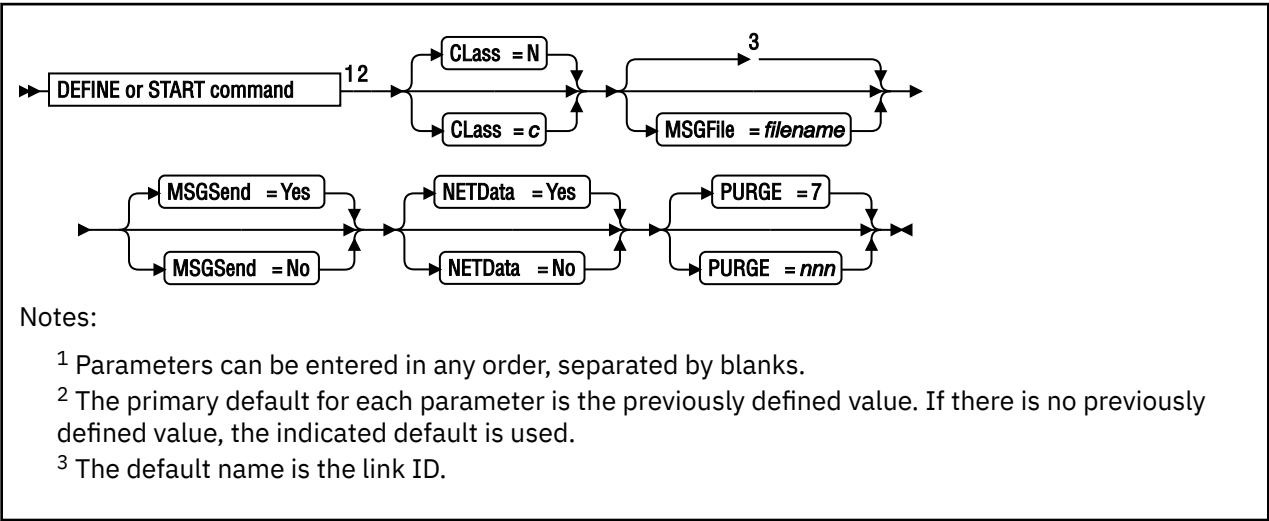 DEFINE or START command 1 2
CLass = N
CLass = c
3
MSGFile = filename
MSGSend = Yes
MSGSend = No
NETData = Yes
NETData = No
PURGE = 7
PURGE = nnn
Notes:
1 Parameters can be entered in any order, separated by blanks.
2 The primary default for each parameter is the previously defined value. If there is no previously
defined value, the indicated default is used.
3 The default name is the link ID.